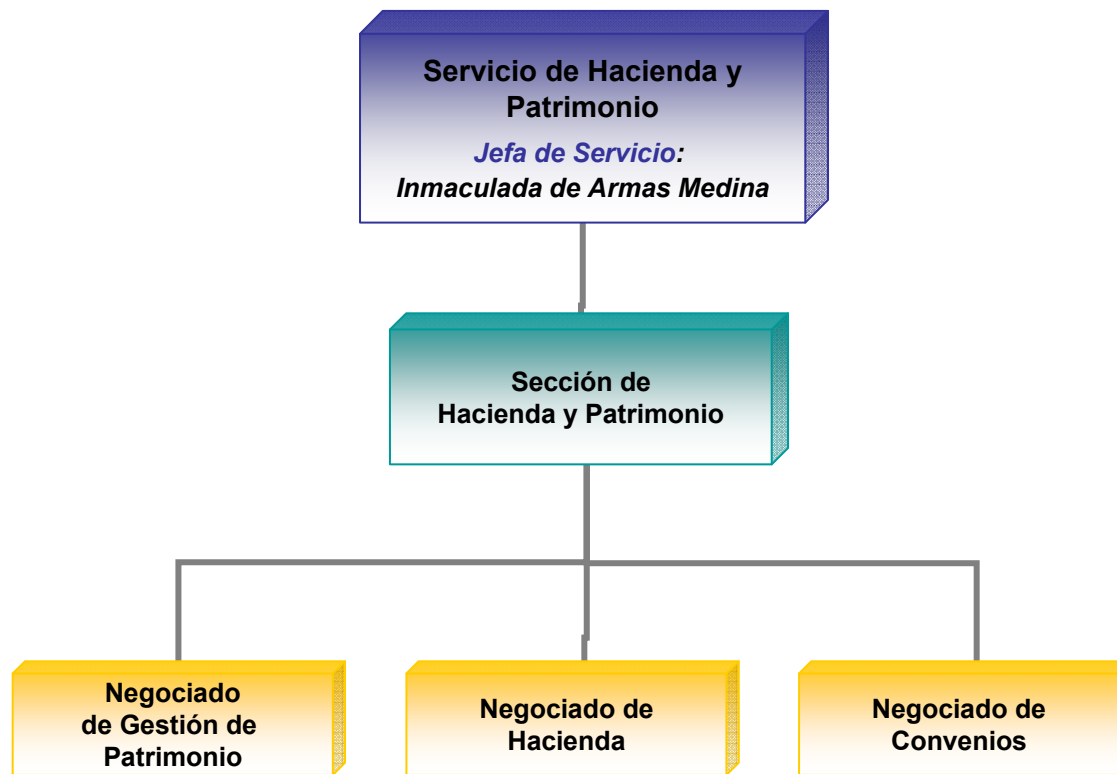 Servicio de Hacienda y
Patrimonio
Jefa de Servicio:
Inmaculada de Armas Medina
Sección de
Hacienda y Patrimonio
Negociado
de Gestión de
Patrimonio
Negociado de
Hacienda
Negociado de
Convenios